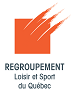 REGROUPEMENT
Loisir et Sport
du Québec